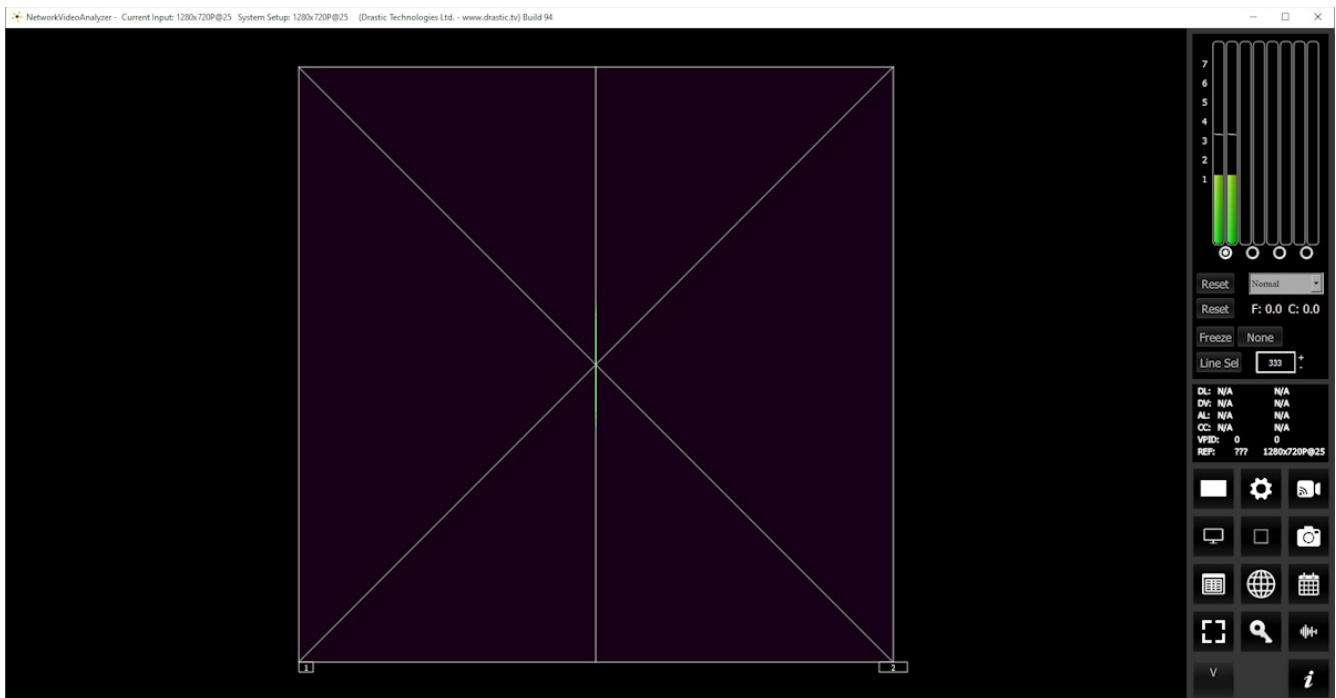 NetworkVideoAnalyzer - Current Input: 1280x720P@25 System Setup: 1280x720P@25 (Drastic Technologies Ltd. - www.drastic.tv) Build 94
7
6
5
4
3
2
1
Reset Normal
Reset F: 0.0 C: 0.0
Freeze None
Line Sel 333 + -
DL: N/A N/A
DV: N/A N/A
AL: N/A N/A
CC: N/A N/A
VPID: 0 0
REF: ??? 1280x720P@25
1 2
V i